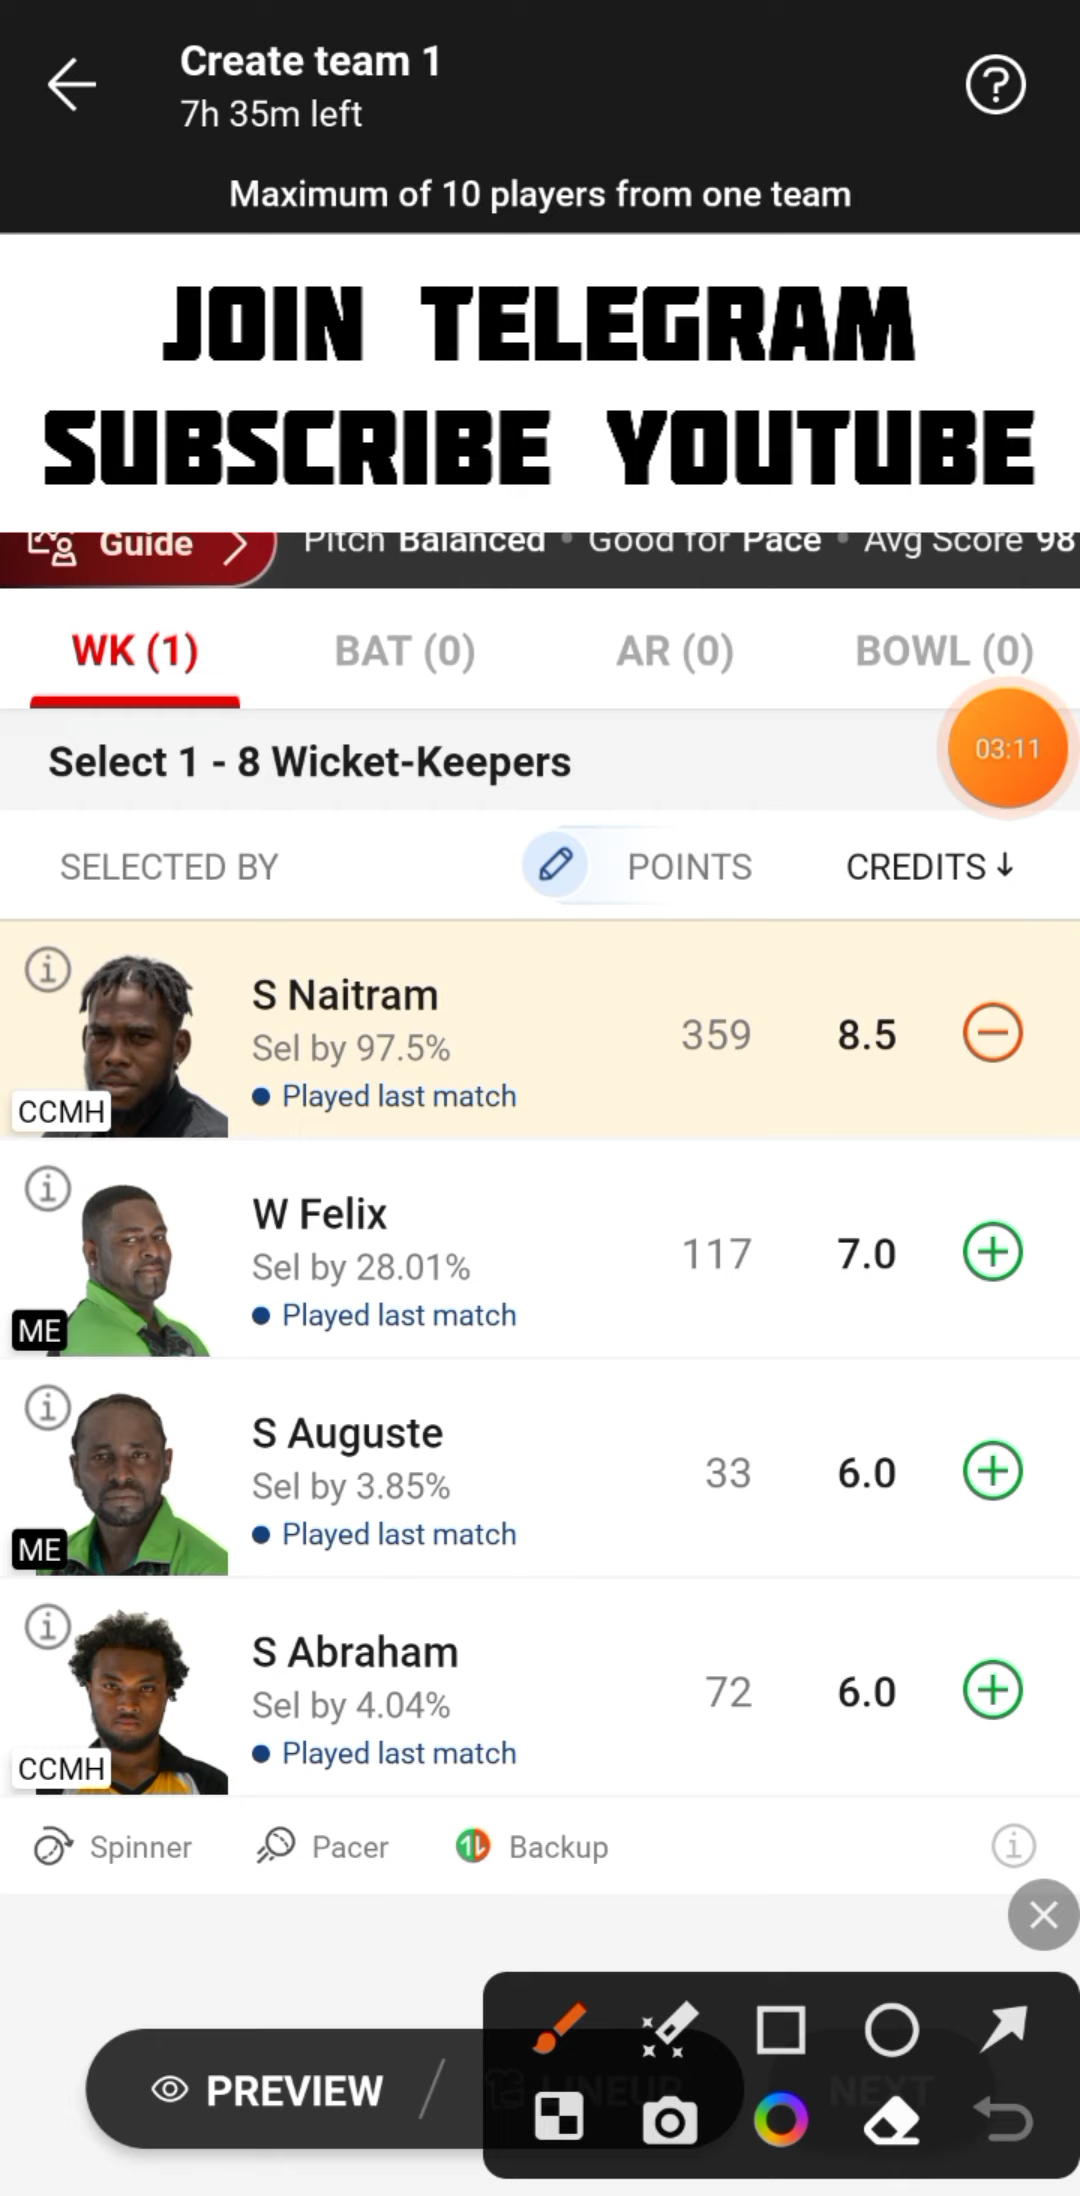 Create team 1
7h 35m left
Maximum of 10 players from one team
JOIN TELEGRAM
SUBSCRIBE YOUTUBE
Guide Pitch Balanced • Good for Pace • Avg Score 98
WK (1) BAT (0) AR (0) BOWL (0)
Select 1 - 8 Wicket-Keepers
03:11
SELECTED BY POINTS CREDITS ↓
S Naitram
Sel by 97.5% 359 8.5
Played last match
CCMH
W Felix
Sel by 28.01% 117 7.0
Played last match
ME
S Auguste
Sel by 3.85% 33 6.0
Played last match
ME
S Abraham
Sel by 4.04% 72 6.0
Played last match
CCMH
Spinner Pacer Backup
PREVIEW LINEUP NEXT